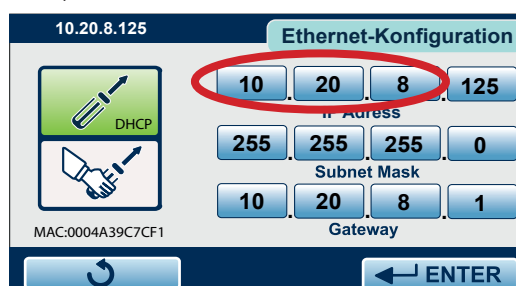 10.20.8.125
Ethernet-Konfiguration
10 . 20 . 8 . 125
IP Adress
DHCP
255 . 255 . 255 . 0
Subnet Mask
10 . 20 . 8 . 1
Gateway
MAC:0004A39C7CF1
ENTER